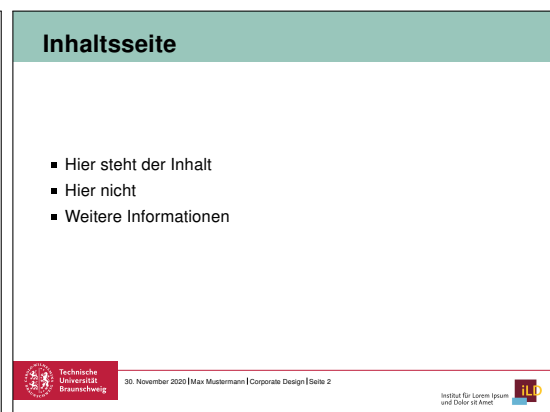 Inhaltsseite
Hier steht der Inhalt
Hier nicht
Weitere Informationen
Technische
Universität
Braunschweig
30. November 2020 | Max Mustermann | Corporate Design | Seite 2
Institut für Lorem Ipsum
und Dolor sit Amet
iLD